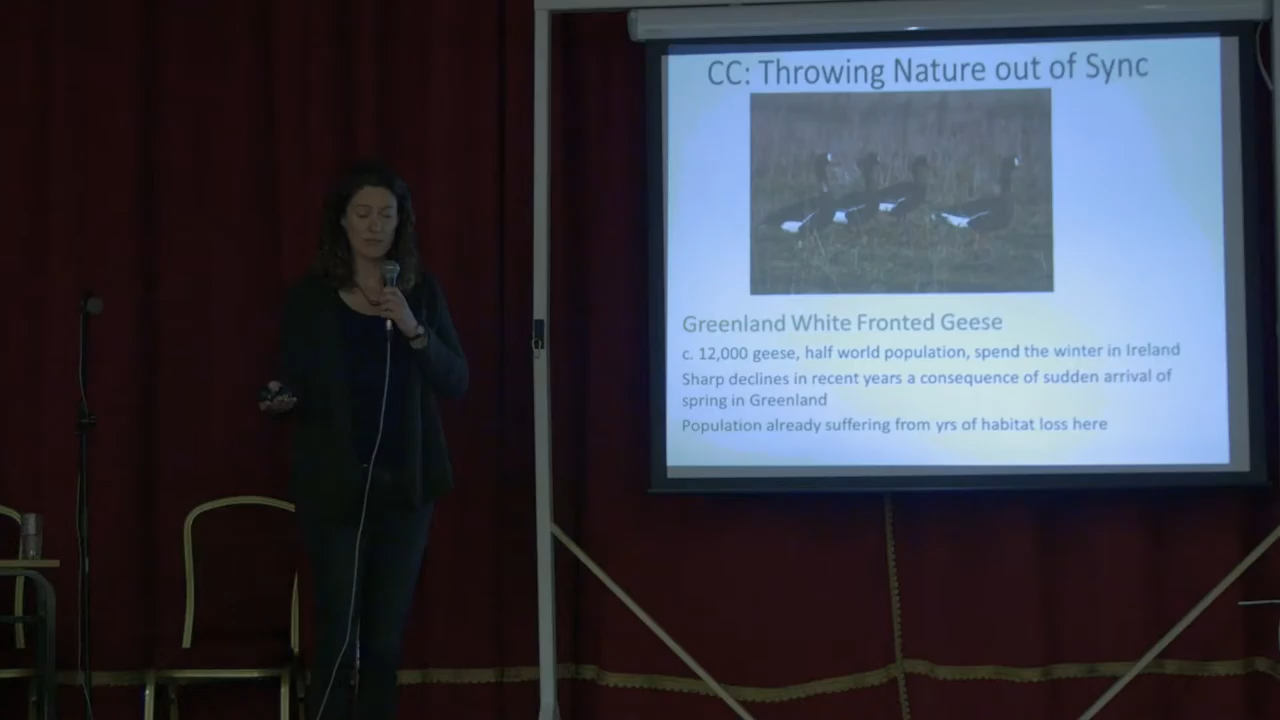 CC: Throwing Nature out of Sync
Greenland White Fronted Geese
c. 12,000 geese, half world population, spend the winter in Ireland
Sharp declines in recent years a consequence of sudden arrival of
spring in Greenland
Population already suffering from yrs of habitat loss here